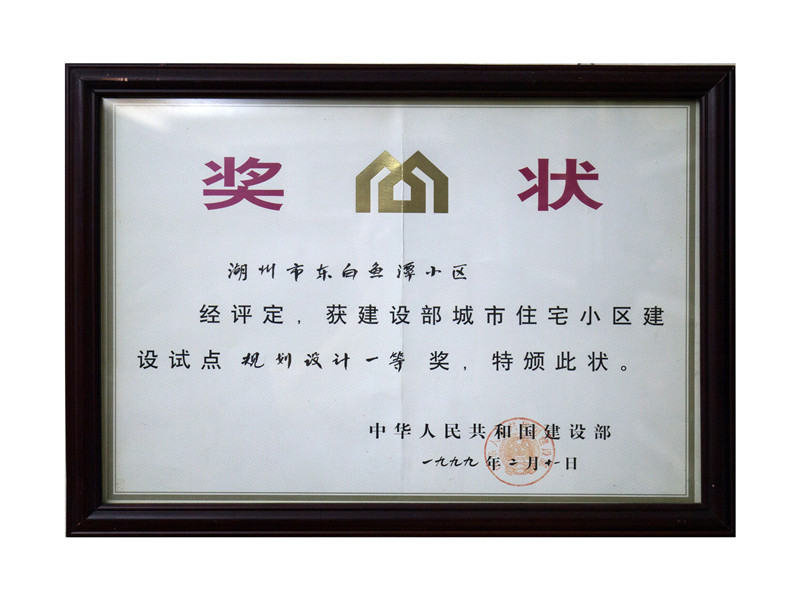 奖 状
湖州市东白鱼潭小区
经评定，获建设部城市住宅小区建
设试点 规划设计一等 奖，特颁此状。
中华人民共和国建设部
一九九九年二月十一日